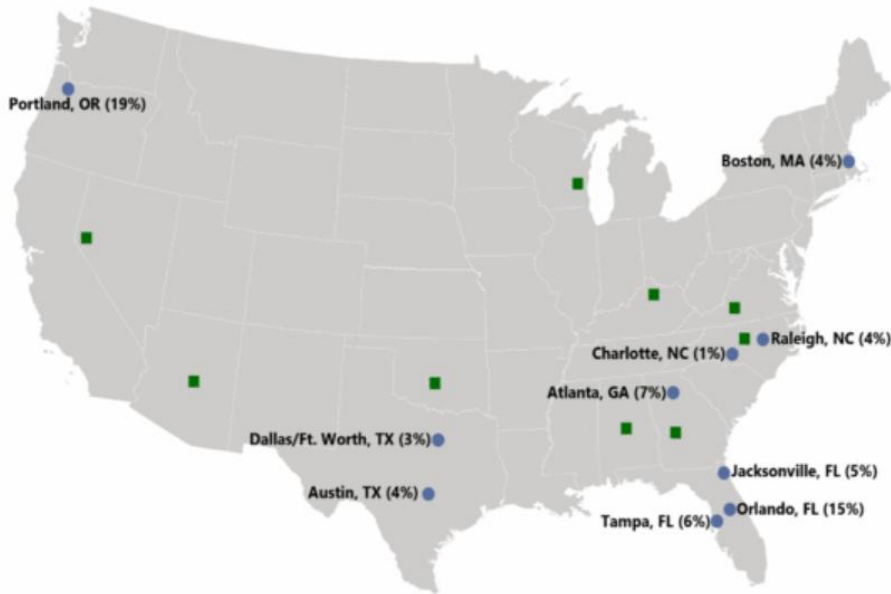 Portland, OR (19%)
Boston, MA (4%)
Raleigh, NC (4%)
Charlotte, NC (1%)
Atlanta, GA (7%)
Dallas/Ft. Worth, TX (3%)
Jacksonville, FL (5%)
Austin, TX (4%)
Orlando, FL (15%)
Tampa, FL (6%)